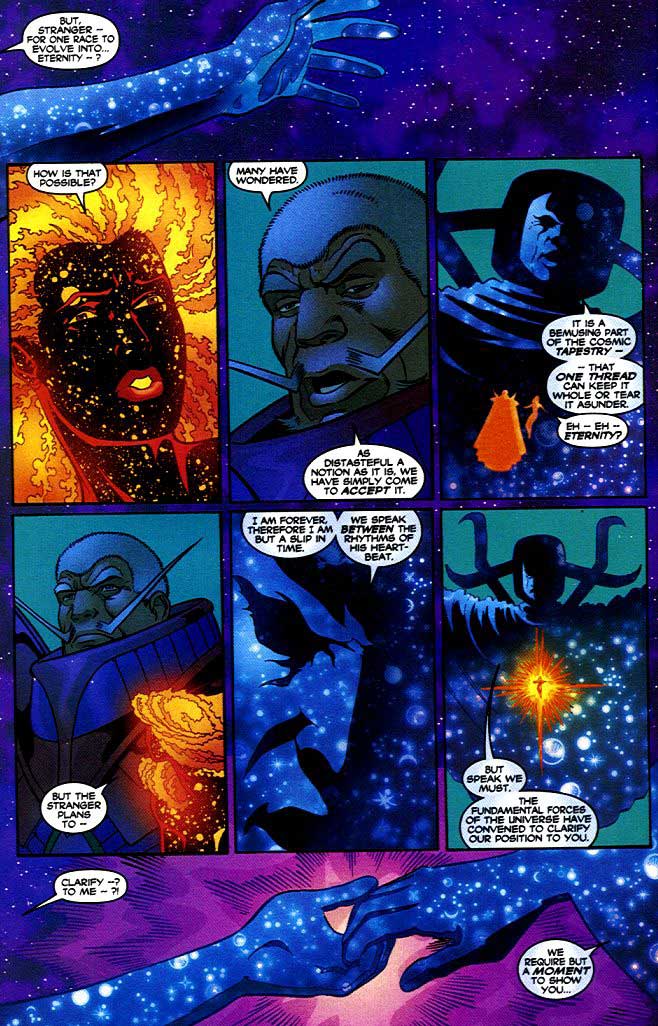 BUT,
STRANGER --
FOR ONE RACE TO
EVOLVE INTO...
ETERNITY -- ?
HOW IS THAT
POSSIBLE?
MANY HAVE
WONDERED.
AS
DISTASTEFUL A
NOTION AS IT IS, WE
HAVE SIMPLY COME
TO ACCEPT IT.
IT IS A
BEMUSING PART
OF THE COSMIC
TAPESTRY --
-- THAT
ONE THREAD
CAN KEEP IT
WHOLE OR TEAR
IT ASUNDER.
EH -- EH --
ETERNITY?
BUT THE
STRANGER
PLANS
TO --
I AM FOREVER,
THEREFORE I AM
BUT A SLIP IN
TIME.
WE SPEAK
BETWEEN THE
RHYTHMS OF
HIS HEART-
BEAT.
BUT
SPEAK WE
MUST.
THE
FUNDAMENTAL FORCES
OF THE UNIVERSE HAVE
CONVENED TO CLARIFY
OUR POSITION TO YOU.
CLARIFY --?
TO ME -- ?!
WE
REQUIRE BUT
A MOMENT
TO SHOW
YOU...